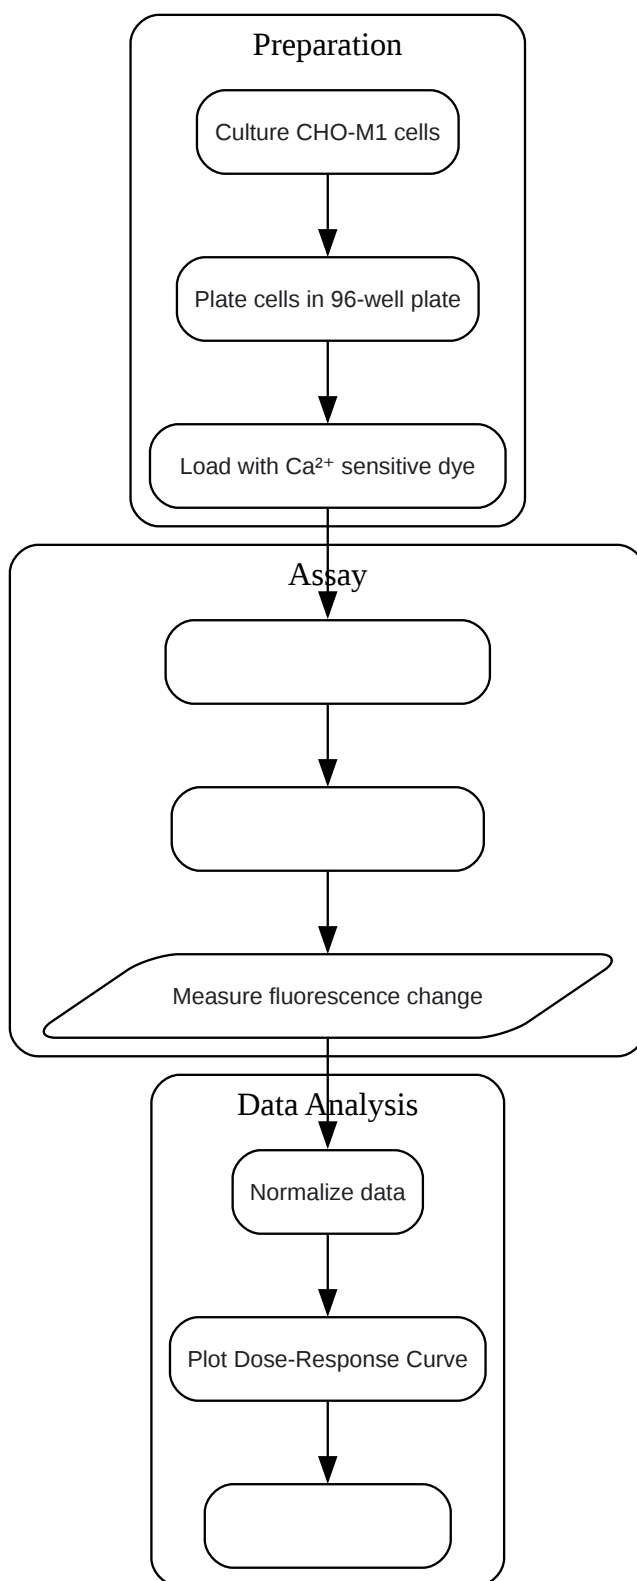 Preparation
Culture CHO-M1 cells
Plate cells in 96-well plate
Load with Ca²⁺ sensitive dye
Assay
Measure fluorescence change
Data Analysis
Normalize data
Plot Dose-Response Curve